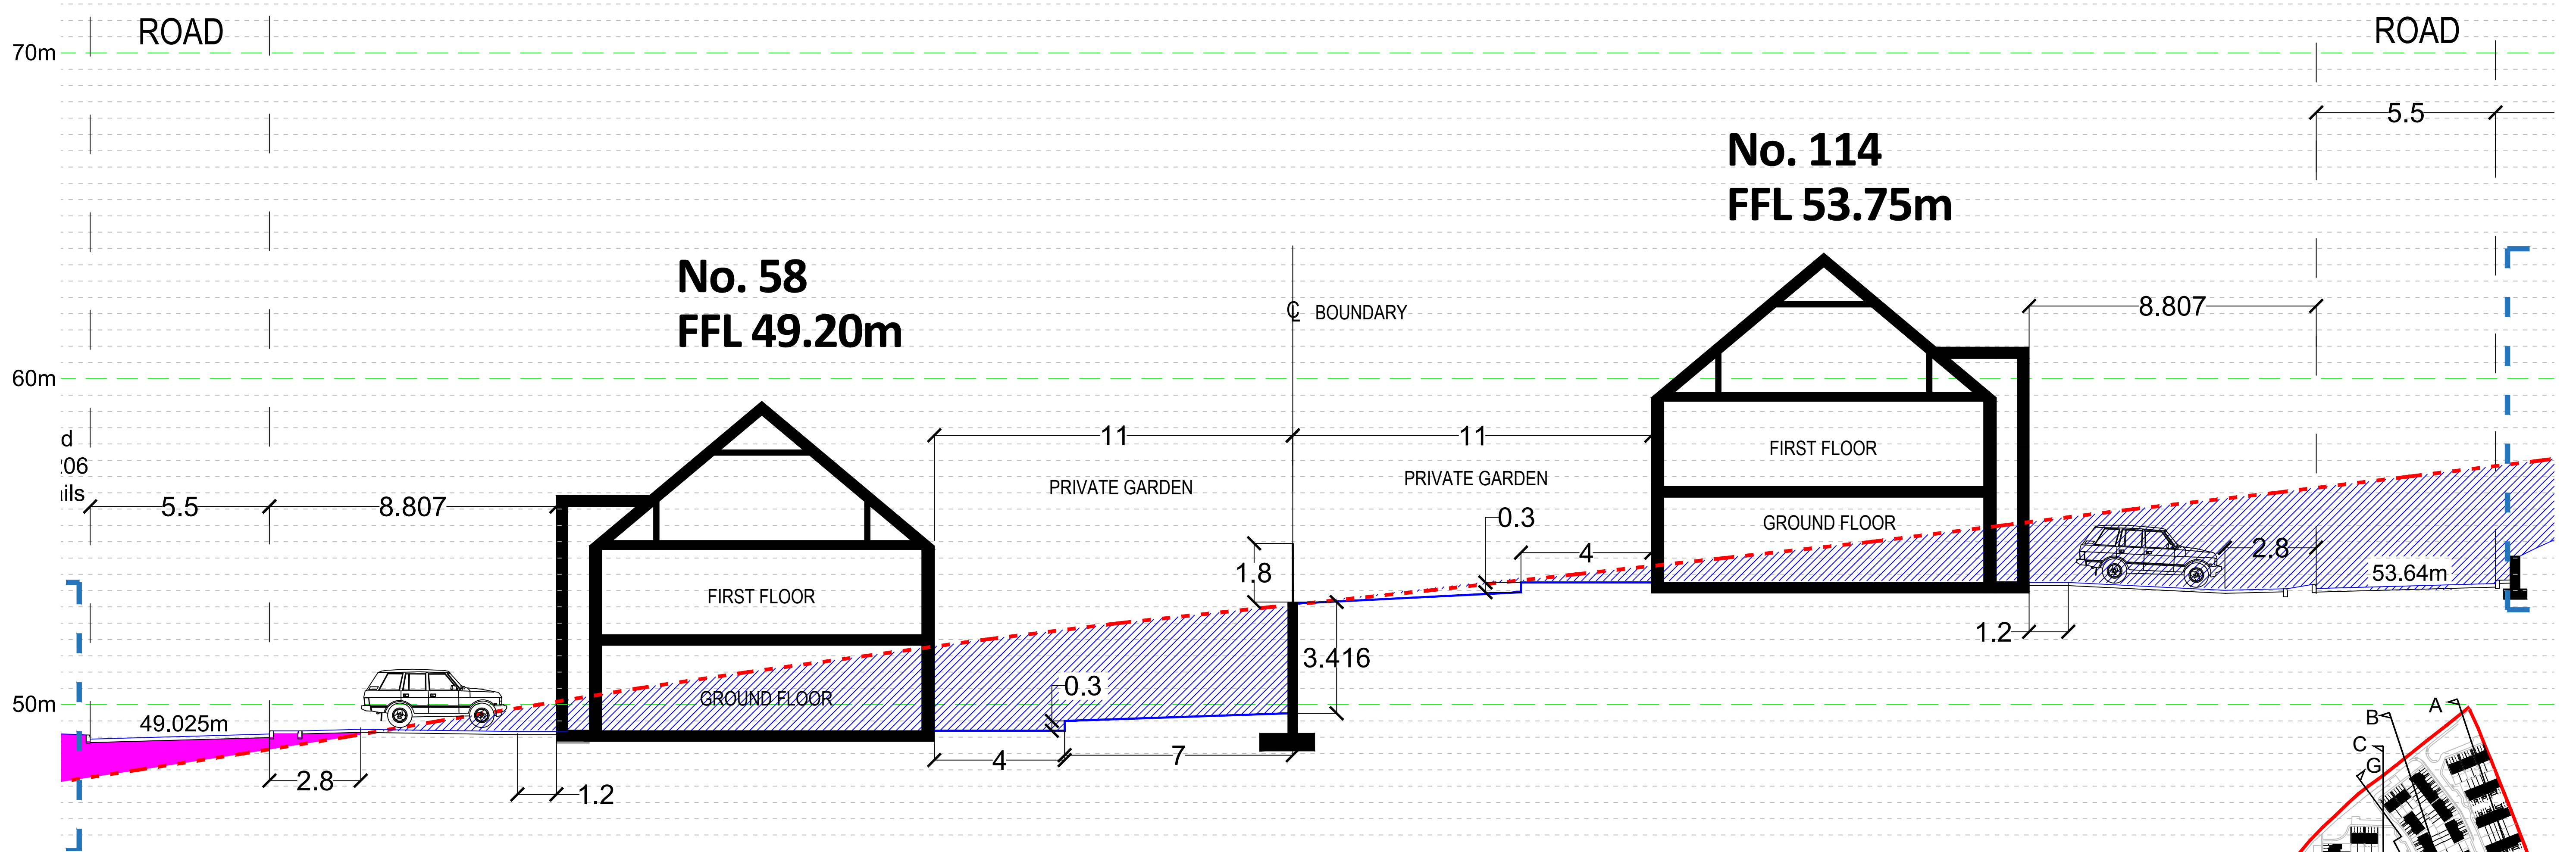 ROAD
ROAD
70m
5.5
No. 114
FFL 53.75m
No. 58
FFL 49.20m
℄ BOUNDARY
8.807
60m
d
206
ails
5.5
8.807
11
11
PRIVATE GARDEN
PRIVATE GARDEN
FIRST FLOOR
GROUND FLOOR
0.3
4
1.8
2.8
53.64m
FIRST FLOOR
GROUND FLOOR
1.2
3.416
0.3
50m
49.025m
4
7
2.8
1.2
A
B
C
G